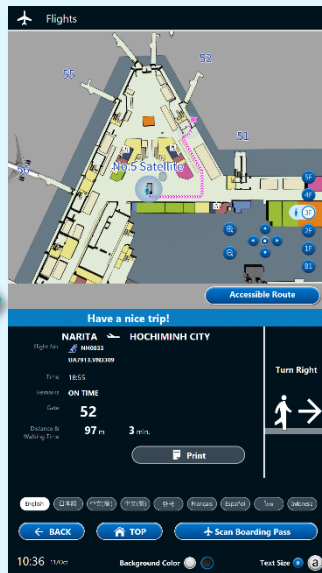 Flights
52
55
No.5 Satellite
51
5F
4F
3F
2F
1F
B1
Accessible Route
Have a nice trip!
NARITA HOCHIMINH CITY
Flight No. NH0833
UA7913,VN3309
Time 18:55
Remarks ON TIME
Gate 52
Distance & Walking Time 97 m 3 min.
Turn Right
Print
English 日本語 中文(简) 中文(繁) 한국 Français Español ไทย Indonesia
BACK TOP Scan Boarding Pass
10:36 11/Oct Background Color Text Size a